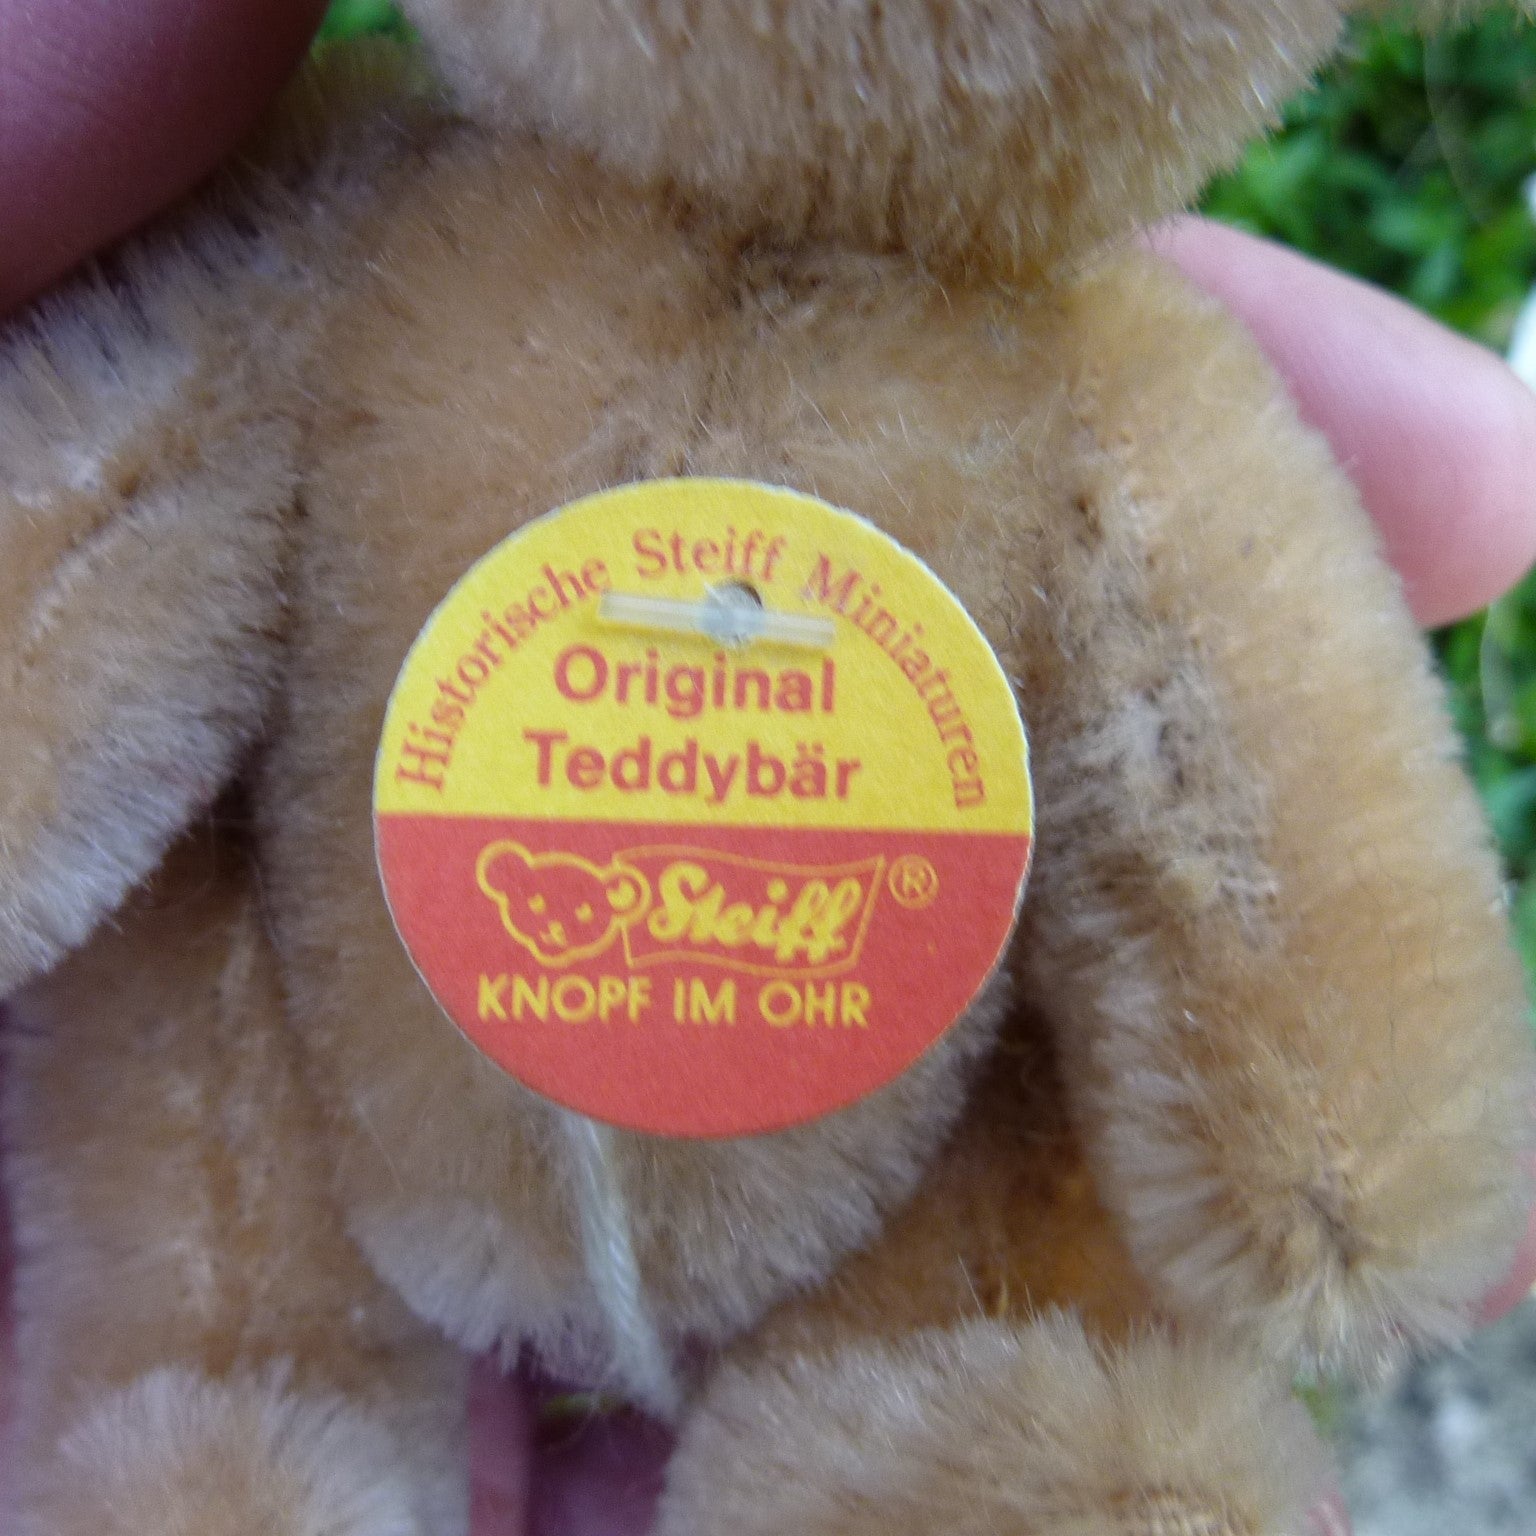 Historische Steiff Miniaturen
Original
Teddybär
Steiff ®
KNOPF IM OHR